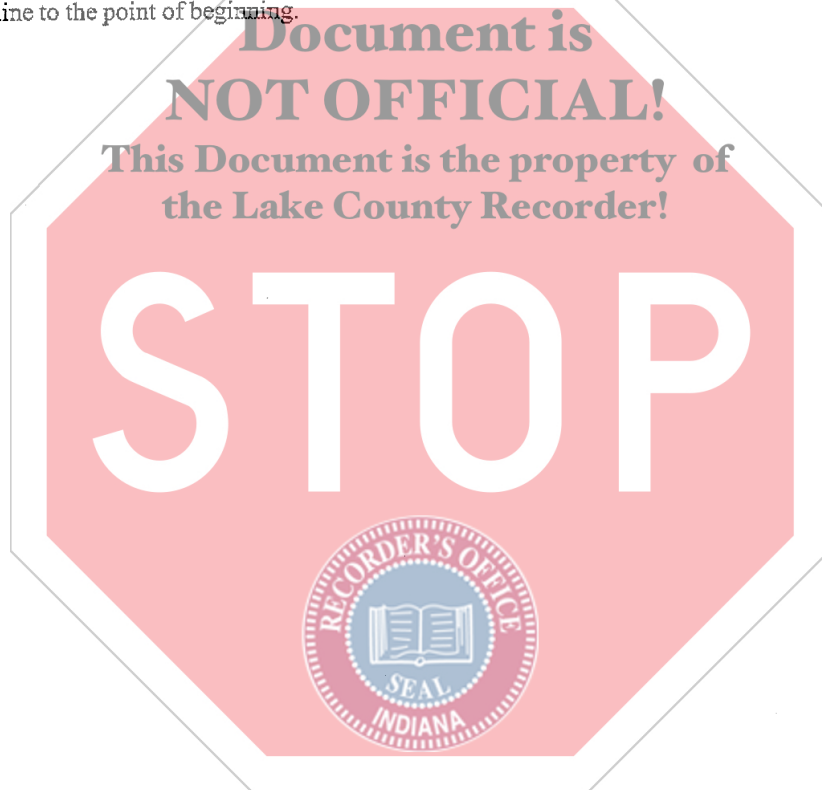 ine to the point of beginning.
Document is
NOT OFFICIAL!
This Document is the property of
the Lake County Recorder!
STOP
RECORDER'S OFFICE
SEAL
INDIANA